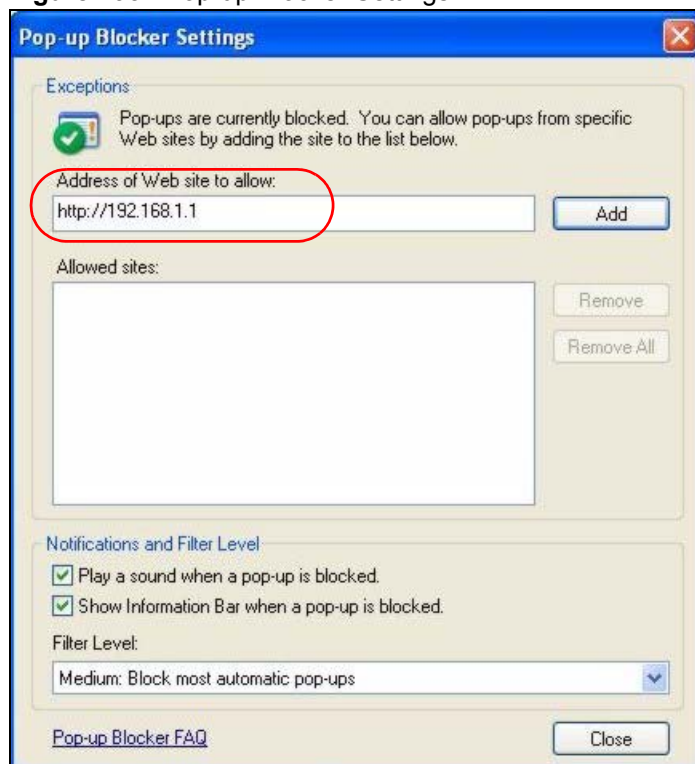 Pop-up Blocker Settings
Exceptions
Pop-ups are currently blocked. You can allow pop-ups from specific
Web sites by adding the site to the list below.
Address of Web site to allow:
http://192.168.1.1
Add
Allowed sites:
Remove
Remove All
Notifications and Filter Level
Play a sound when a pop-up is blocked.
Show Information Bar when a pop-up is blocked.
Filter Level:
Medium: Block most automatic pop-ups
Pop-up Blocker FAQ
Close